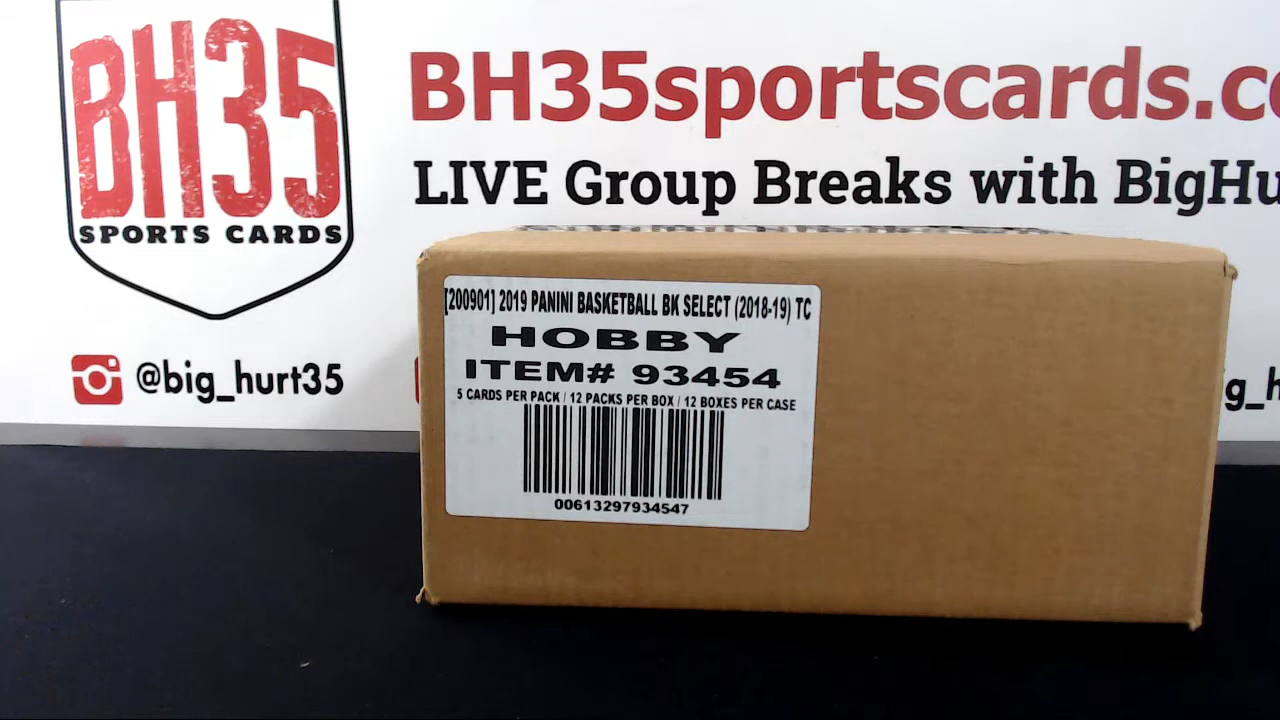 BH35
SPORTS CARDS
BH35sportscards.c
LIVE Group Breaks with BigHu
@big_hurt35
g_h
[200901] 2019 PANINI BASKETBALL BK SELECT (2018-19) TC
HOBBY
ITEM# 93454
5 CARDS PER PACK / 12 PACKS PER BOX / 12 BOXES PER CASE
00613297934547